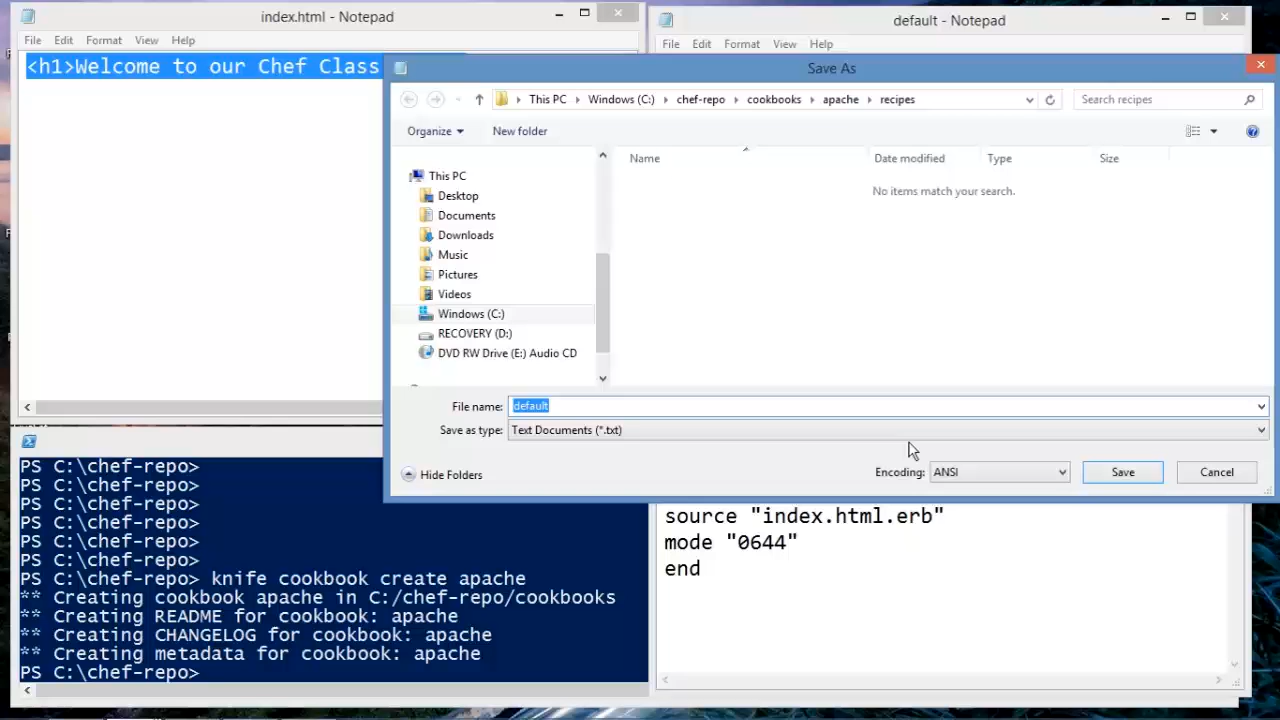 index.html - Notepad
File Edit Format View Help
<h1>Welcome to our Chef Class
default - Notepad
File Edit Format View Help
Save As
This PC Windows (C:) chef-repo cookbooks apache recipes
Search recipes
Organize New folder
This PC
Desktop
Documents
Downloads
Music
Pictures
Videos
Windows (C:)
RECOVERY (D:)
DVD RW Drive (E:) Audio CD
Name Date modified Type Size
No items match your search.
File name: default
Save as type: Text Documents (*.txt)
Hide Folders
Encoding: ANSI Save Cancel
PS C:\chef-repo>
PS C:\chef-repo>
PS C:\chef-repo>
PS C:\chef-repo>
PS C:\chef-repo>
PS C:\chef-repo>
PS C:\chef-repo> knife cookbook create apache
** Creating cookbook apache in C:/chef-repo/cookbooks
** Creating README for cookbook: apache
** Creating CHANGELOG for cookbook: apache
** Creating metadata for cookbook: apache
PS C:\chef-repo>
source "index.html.erb"
mode "0644"
end